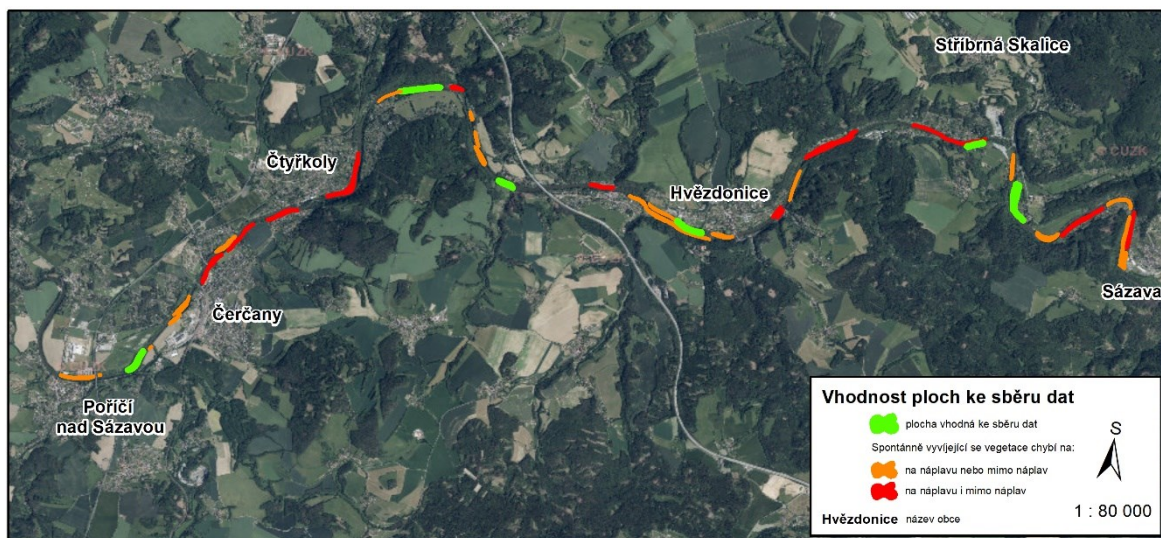 Stříbrná Skalice
© ČÚZK
Čtyřkoly
Hvězdonice
Sázava
Čerčany
Poříčí
nad Sázavou
Vhodnost ploch ke sběru dat
plocha vhodná ke sběru dat
Spontánně vyvíjející se vegetace chybí na:
na náplavu nebo mimo náplav
na náplavu i mimo náplav
S
1 : 80 000
Hvězdonice název obce